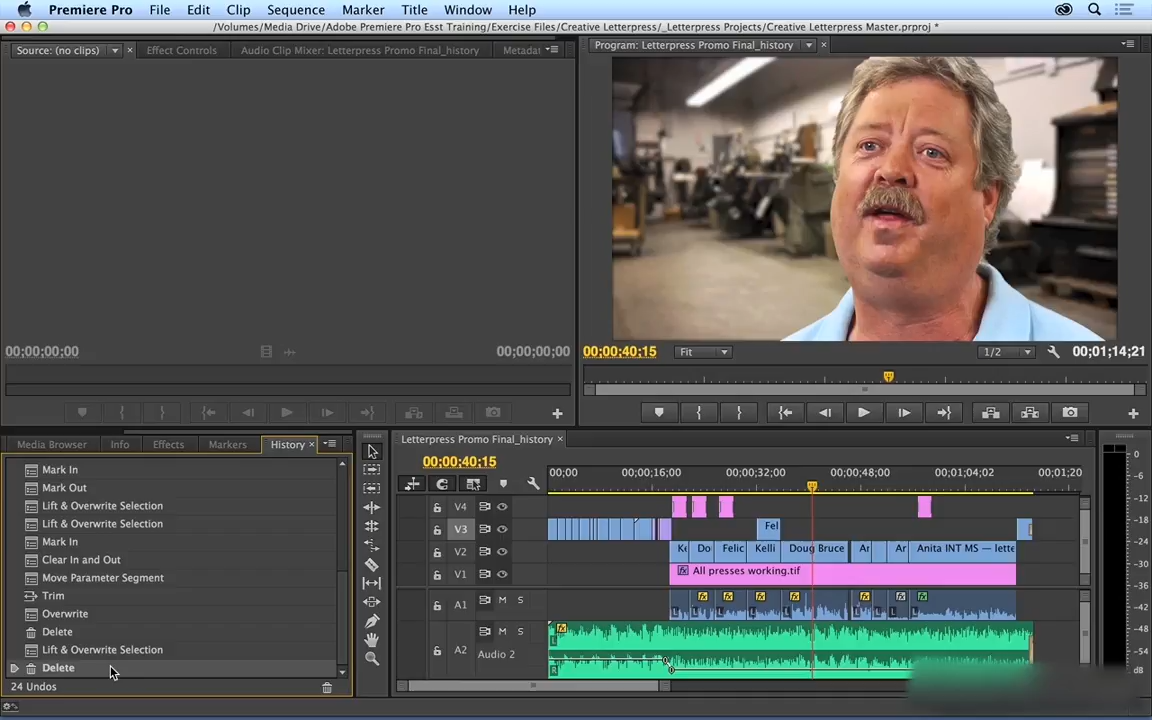 Premiere Pro File Edit Clip Sequence Marker Title Window Help
/Volumes/Media Drive/Adobe Premiere Pro Esst Training/Exercise Files/Creative Letterpress/_Letterpress Projects/Creative Letterpress Master.prproj *
Source: (no clips) Effect Controls Audio Clip Mixer: Letterpress Promo Final_history Metadat
Program: Letterpress Promo Final_history
00;00;00;00 00;00;00;00
00;00;40;15 Fit 1/2 00;01;14;21
Media Browser Info Effects Markers History
Mark In
Mark Out
Lift & Overwrite Selection
Lift & Overwrite Selection
Mark In
Clear In and Out
Move Parameter Segment
Trim
Overwrite
Delete
Lift & Overwrite Selection
Delete
24 Undos
Letterpress Promo Final_history
00;00;40;15
00;00 00;00;16;00 00;00;32;00 00;00;48;00 00;01;04;02 00;01;20
V4
V3 Fel
V2 Ke Do Felic Kelli Doug Bruce Ar Ar Anita INT MS — lette
V1 All presses working.tif
A1 M S
L L L L L L L L L
A2 M S
Audio 2
L
R
0
-6
-12
-18
-24
-30
-36
-42
-48
-54
dB